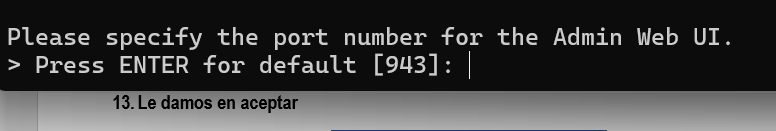 Please specify the port number for the Admin Web UI.
> Press ENTER for default [943]:
13. Le damos en aceptar